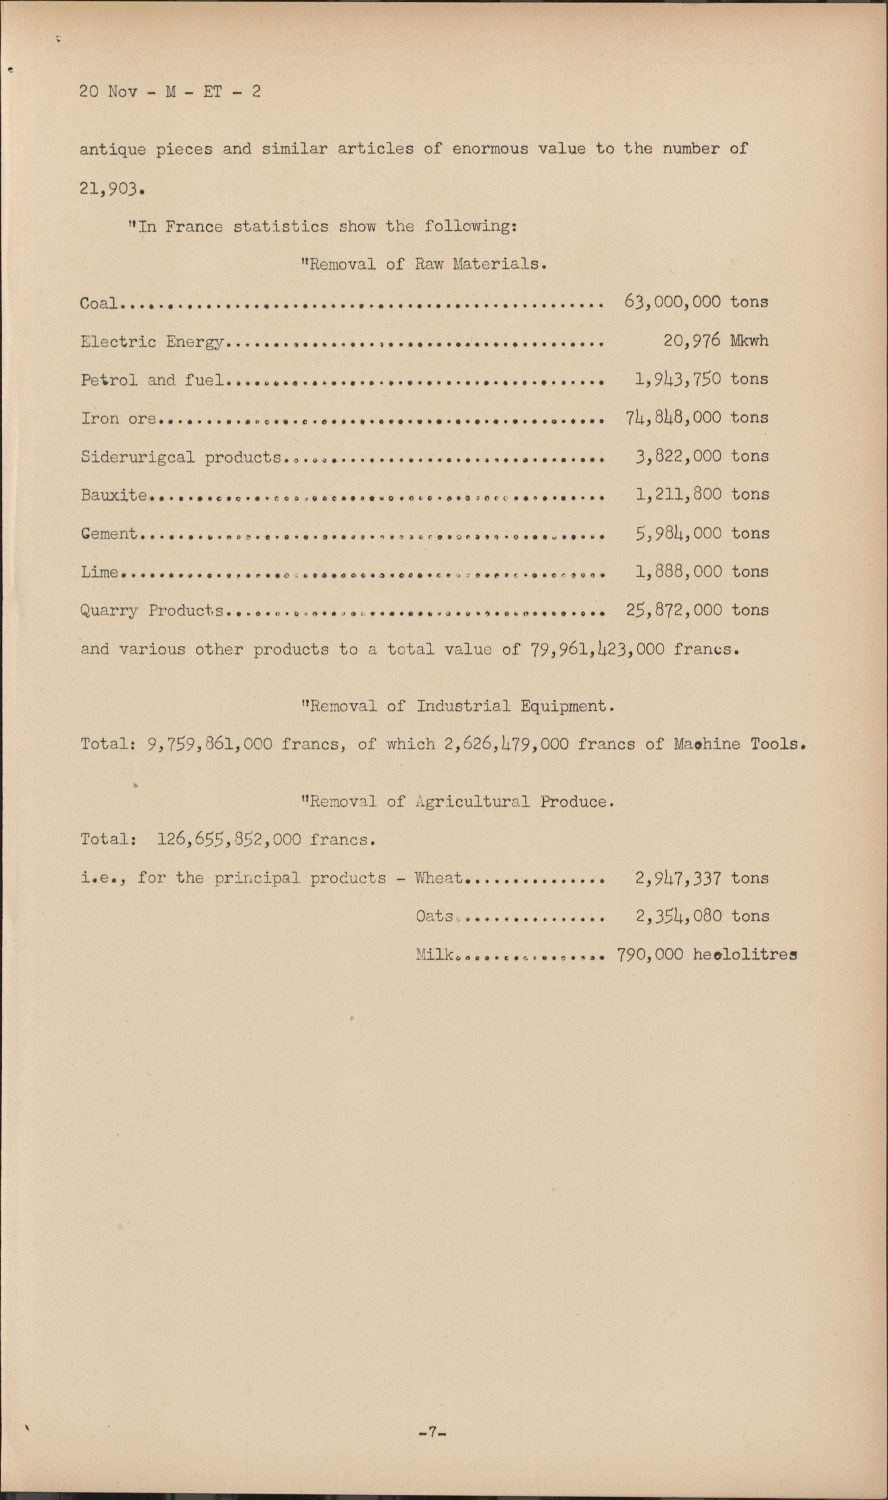 20 Nov - M - ET - 2
antique pieces and similar articles of enormous value to the number of
21,903.
"In France statistics show the following:
"Removal of Raw Materials.
Coal................................................... 63,000,000 tons
Electric Energy........................................ 20,976 Mkwh
Petrol and fuel........................................ 1,943,750 tons
Iron ore............................................... 74,848,000 tons
Siderurigcal products.................................. 3,822,000 tons
Bauxite................................................ 1,211,800 tons
Cement................................................. 5,984,000 tons
Lime................................................... 1,888,000 tons
Quarry Products........................................ 25,872,000 tons
and various other products to a total value of 79,961,423,000 francs.
"Removal of Industrial Equipment.
Total: 9,759,861,000 francs, of which 2,626,479,000 francs of Machine Tools.
"Removal of Agricultural Produce.
Total: 126,655,852,000 francs.
i.e., for the principal products - Wheat............... 2,947,337 tons
Oats................ 2,354,080 tons
Milk................ 790,000 heclolitres
-7-